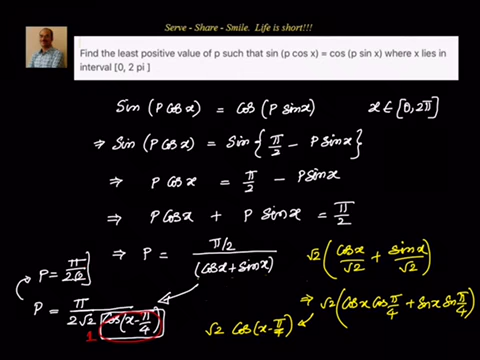 Serve - Share - Smile. Life is short!!!
Find the least positive value of p such that sin (p cos x) = cos (p sin x) where x lies in
interval [0, 2 pi ]
Sin (P Cos x) = Cos (P Sin x) x ∈ [0, 2π]
⇒ Sin (P Cos x) = Sin { π/2 - P Sin x }
⇒ P Cos x = π/2 - P Sin x
⇒ P Cos x + P Sin x = π/2
⇒ P = π/2 / (Cos x + Sin x)
√2 ( Cos x/√2 + Sin x/√2 )
P = π/2√2
P = π / 2√2 Cos(x - π/4)
1
⇒ √2 ( Cos x Cos π/4 + Sin x Sin π/4 )
√2 Cos (x - π/4)